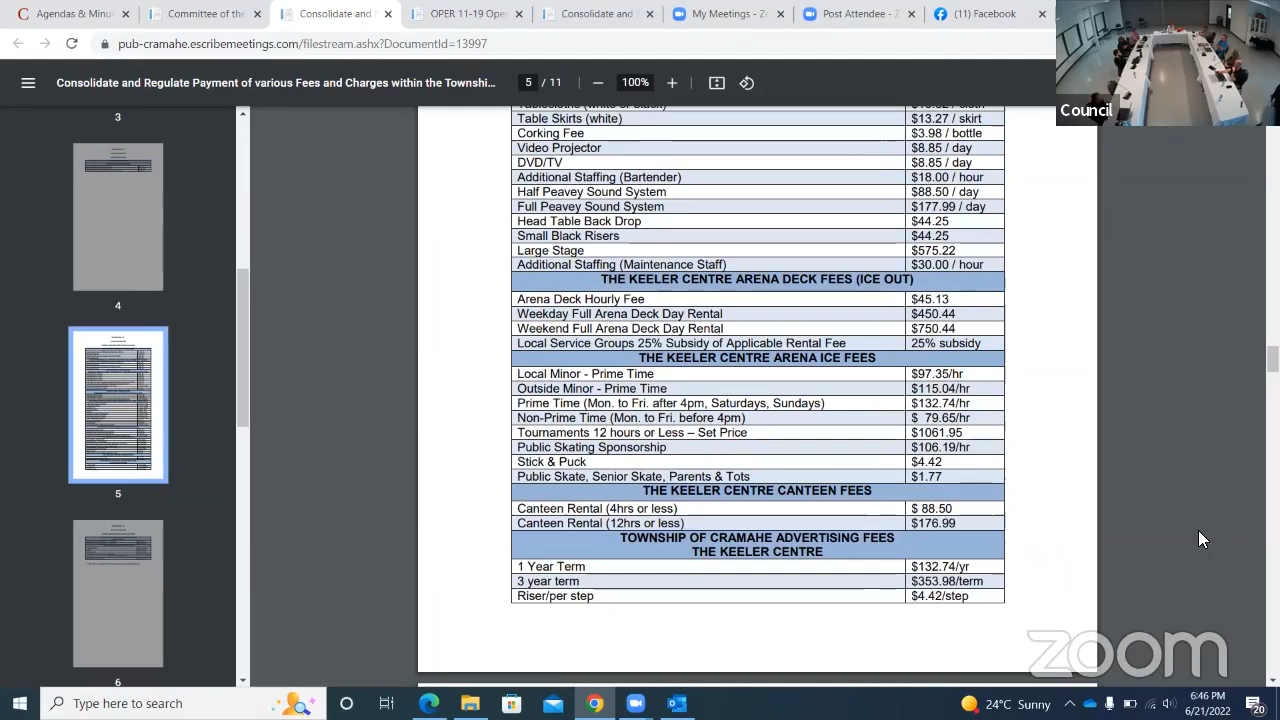 Agendas & Minu
Committee of the
Consolidate and
OPER 11-19 Oper
Consolidate and
My Meetings - Zo
Post Attendee - Zo
(11) Facebook
pub-cramahe.escribemeetings.com/filestream.ashx?DocumentId=13997
Council
Consolidate and Regulate Payment of various Fees and Charges within the Townshi...
5 / 11
100%
3
4
5
6
Table Skirts (white) $13.27 / skirt
Corking Fee $3.98 / bottle
Video Projector $8.85 / day
DVD/TV $8.85 / day
Additional Staffing (Bartender) $18.00 / hour
Half Peavey Sound System $88.50 / day
Full Peavey Sound System $177.99 / day
Head Table Back Drop $44.25
Small Black Risers $44.25
Large Stage $575.22
Additional Staffing (Maintenance Staff) $30.00 / hour
THE KEELER CENTRE ARENA DECK FEES (ICE OUT)
Arena Deck Hourly Fee $45.13
Weekday Full Arena Deck Day Rental $450.44
Weekend Full Arena Deck Day Rental $750.44
Local Service Groups 25% Subsidy of Applicable Rental Fee 25% subsidy
THE KEELER CENTRE ARENA ICE FEES
Local Minor - Prime Time $97.35/hr
Outside Minor - Prime Time $115.04/hr
Prime Time (Mon. to Fri. after 4pm, Saturdays, Sundays) $132.74/hr
Non-Prime Time (Mon. to Fri. before 4pm) $ 79.65/hr
Tournaments 12 hours or Less – Set Price $1061.95
Public Skating Sponsorship $106.19/hr
Stick & Puck $4.42
Public Skate, Senior Skate, Parents & Tots $1.77
THE KEELER CENTRE CANTEEN FEES
Canteen Rental (4hrs or less) $ 88.50
Canteen Rental (12hrs or less) $176.99
TOWNSHIP OF CRAMAHE ADVERTISING FEES
THE KEELER CENTRE
1 Year Term $132.74/yr
3 year term $353.98/term
Riser/per step $4.42/step
zoom
Type here to search
24°C Sunny
6:46 PM
6/21/2022
20